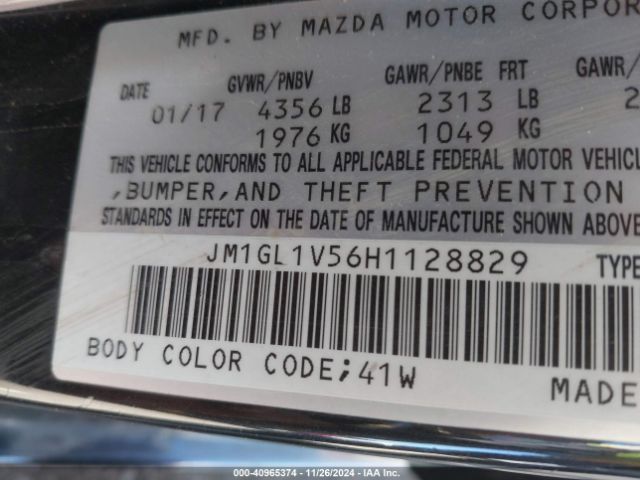 MFD. BY MAZDA MOTOR CORPOR
DATE GVWR/PNBV GAWR/PNBE FRT GAWR/
01/17 4356 LB 2313 LB 2
1976 KG 1049 KG
THIS VEHICLE CONFORMS TO ALL APPLICABLE FEDERAL MOTOR VEHICL
,BUMPER,AND THEFT PREVENTION
STANDARDS IN EFFECT ON THE DATE OF MANUFACTURE SHOWN ABOVE
JM1GL1V56H1128829 TYPE
BODY COLOR CODE;41W
MADE
000-40965374 | 11/26/2024 | IAA Inc.